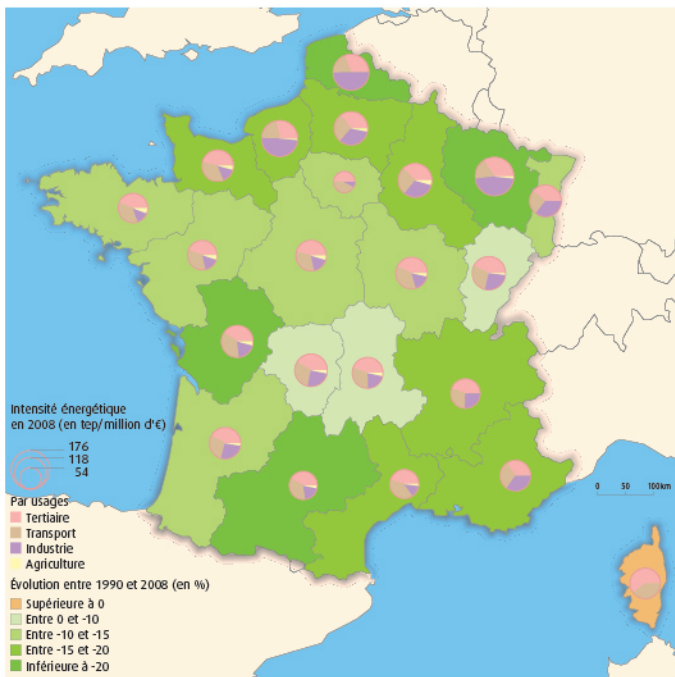 Intensité énergétique
en 2008 (en tep/million d'€)
176
118
54
Par usages
Tertiaire
Transport
Industrie
Agriculture
Évolution entre 1990 et 2008 (en %)
Supérieure à 0
Entre 0 et -10
Entre -10 et -15
Entre -15 et -20
Inférieure à -20
0 50 100km